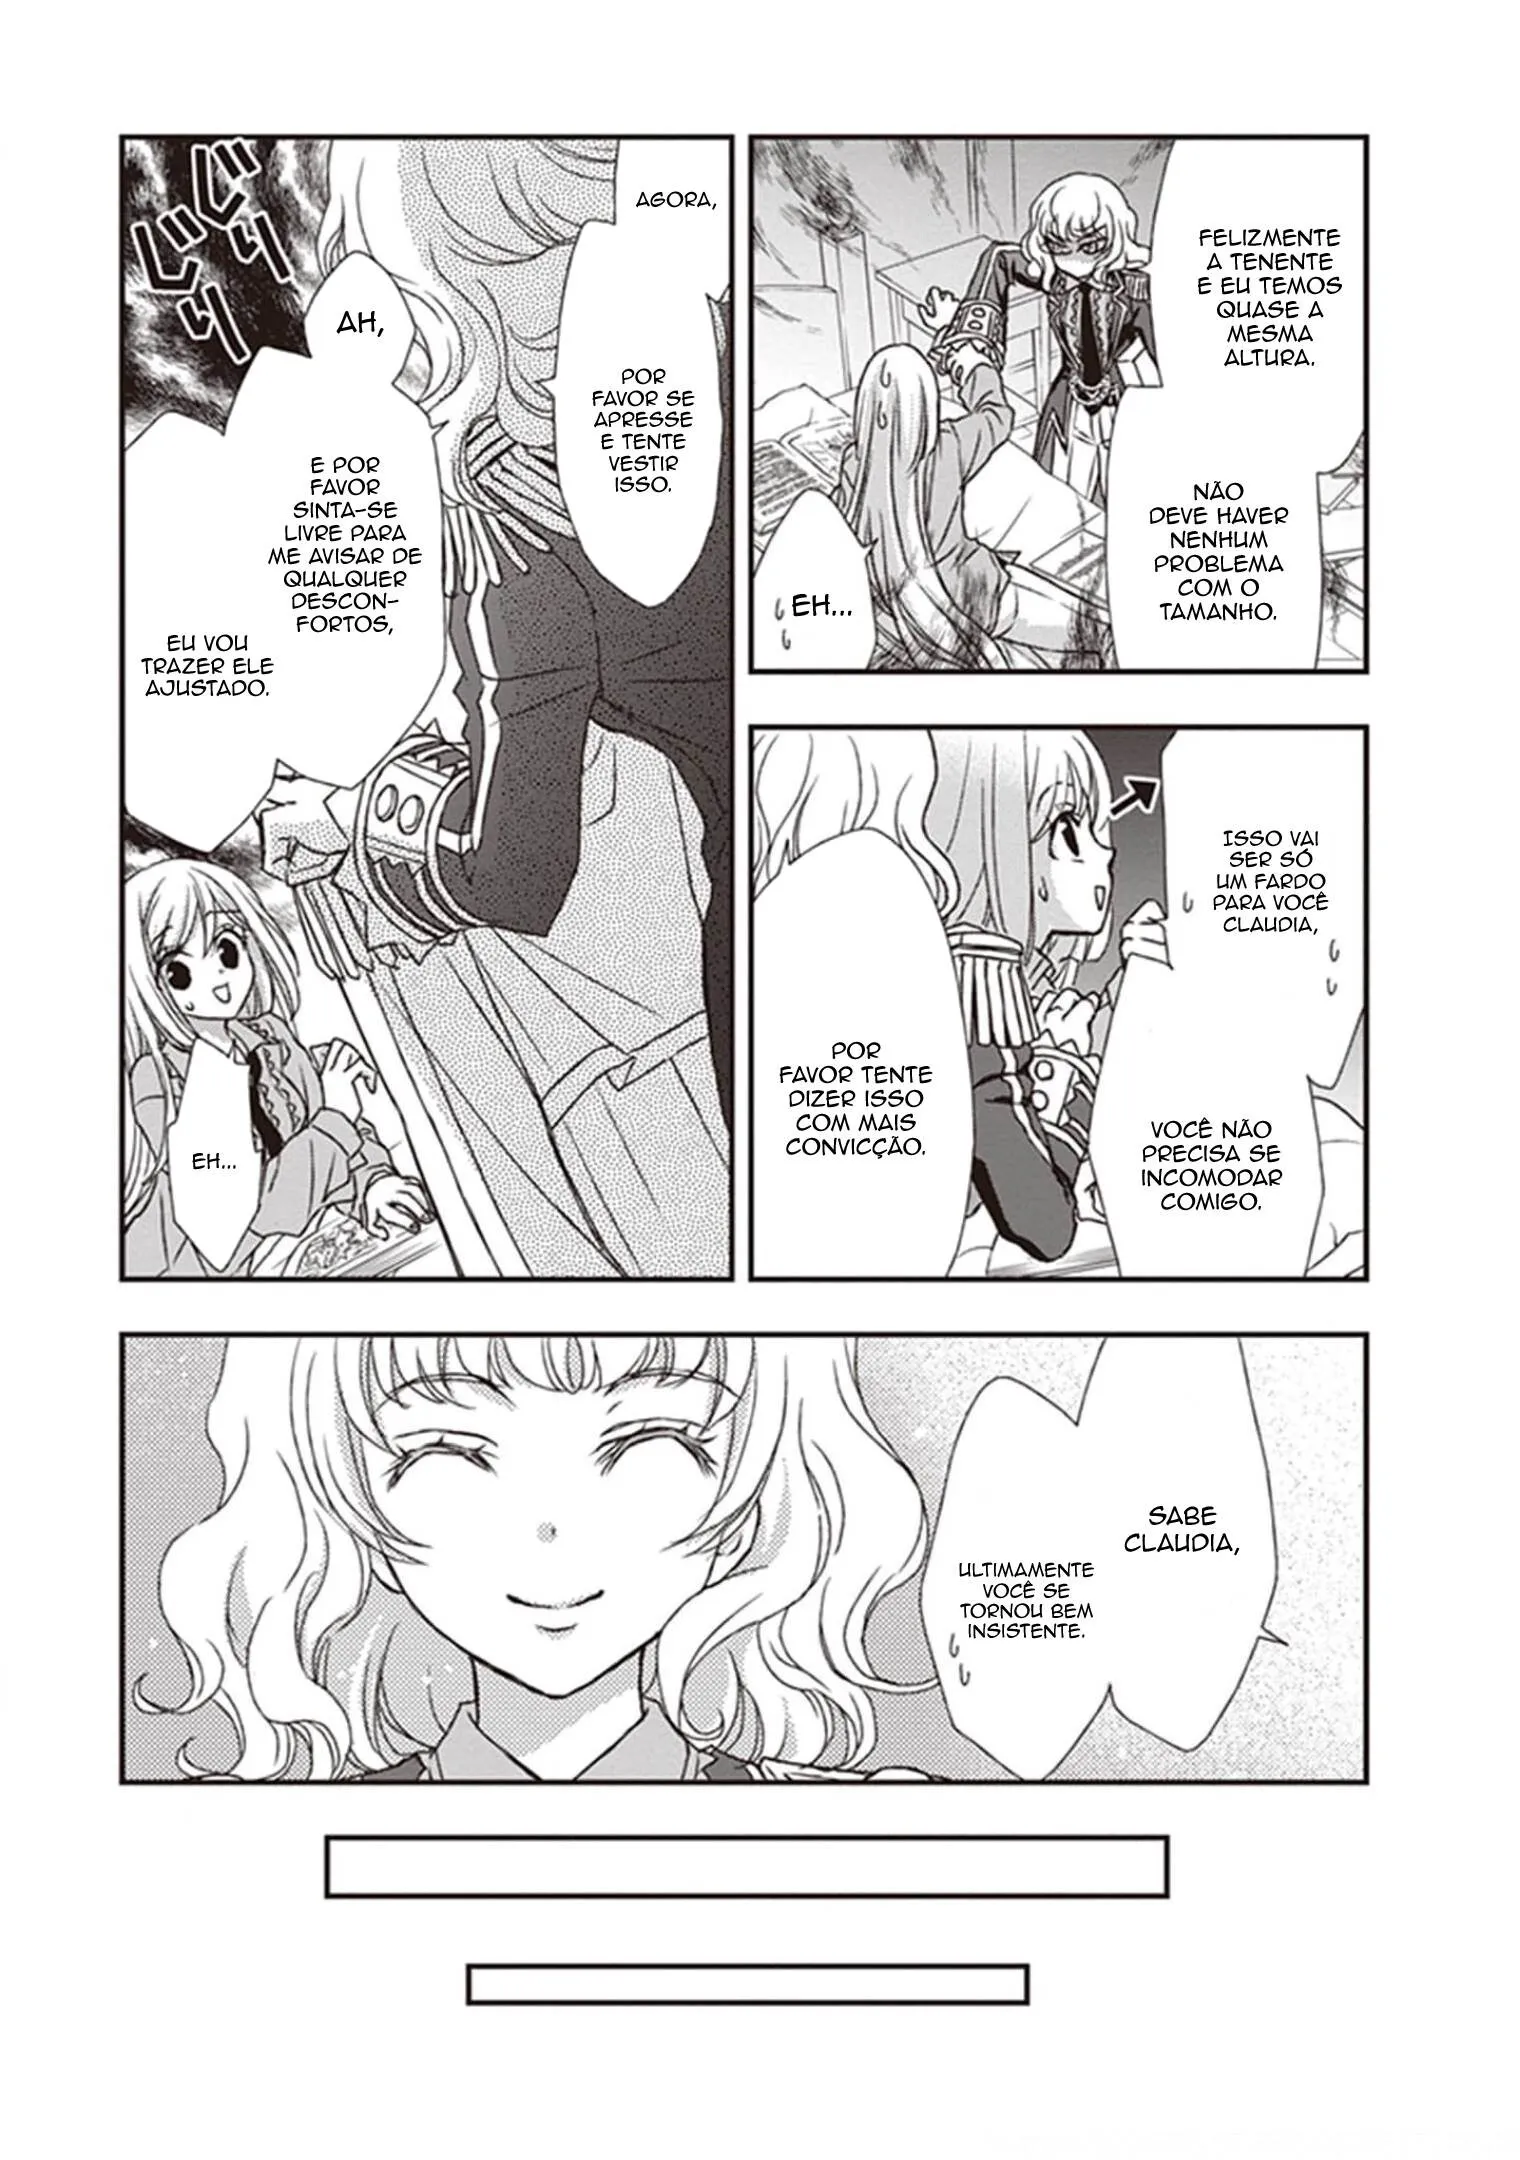 FELIZMENTE
A TENENTE
E EU TEMOS
QUASE A
MESMA
ALTURA.
NÃO
DEVE HAVER
NENHUM
PROBLEMA
COM O
TAMANHO.
EH...
AGORA,
POR
FAVOR SE
APRESSE
E TENTE
VESTIR
ISSO.
AH,
E POR
FAVOR
SINTA-SE
LIVRE PARA
ME AVISAR DE
QUALQUER
DESCON-
FORTOS,
EU VOU
TRAZER ELE
AJUSTADO.
じり
じり
EH...
ISSO VAI
SER SÓ
UM FARDO
PARA VOCÊ
CLAUDIA,
VOCÊ NÃO
PRECISA SE
INCOMODAR
COMIGO.
POR
FAVOR TENTE
DIZER ISSO
COM MAIS
CONVICÇÃO.
SABE
CLAUDIA,
ULTIMAMENTE
VOCÊ SE
TORNOU BEM
INSISTENTE.